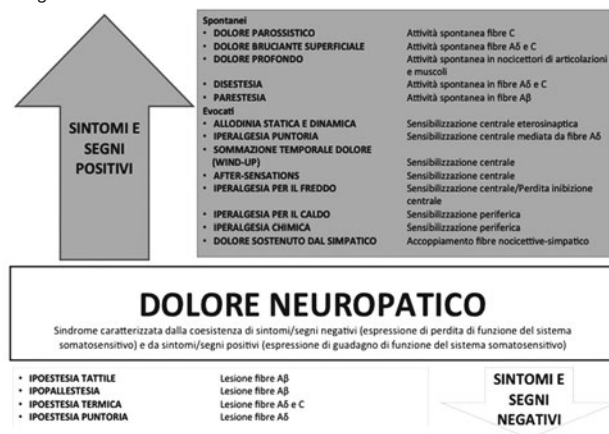 Spontanei
• DOLORE PAROSSISTICO Attività spontanea fibre C
• DOLORE BRUCIANTE SUPERFICIALE Attività spontanea fibre Aδ e C
• DOLORE PROFONDO Attività spontanea in nocicettori di articolazioni
e muscoli
• DISESTESIA Attività spontanea in fibre Aδ e C
• PARESTESIA Attività spontanea in fibre Aβ
Evocati
• ALLODINIA STATICA E DINAMICA Sensibilizzazione centrale eterosinaptica
• IPERALGESIA PUNTORIA Sensibilizzazione centrale mediata da fibre Aδ
• SOMMAZIONE TEMPORALE DOLORE
(WIND-UP) Sensibilizzazione centrale
• AFTER-SENSATIONS Sensibilizzazione centrale
• IPERALGESIA PER IL FREDDO Sensibilizzazione centrale/Perdita inibizione
centrale
• IPERALGESIA PER IL CALDO Sensibilizzazione periferica
• IPERALGESIA CHIMICA Sensibilizzazione periferica
• DOLORE SOSTENUTO DAL SIMPATICO Accoppiamento fibre nocicettive-simpatico
SINTOMI E
SEGNI
POSITIVI
DOLORE NEUROPATICO
Sindrome caratterizzata dalla coesistenza di sintomi/segni negativi (espressione di perdita di funzione del sistema
somatosensitivo) e da sintomi/segni positivi (espressione di guadagno di funzione del sistema somatosensitivo)
• IPOESTESIA TATTILE Lesione fibre Aβ
• IPOPALLESTESIA Lesione fibre Aβ
• IPOESTESIA TERMICA Lesione fibre Aδ e C
• IPOESTESIA PUNTORIA Lesione fibre Aδ
SINTOMI E
SEGNI
NEGATIVI